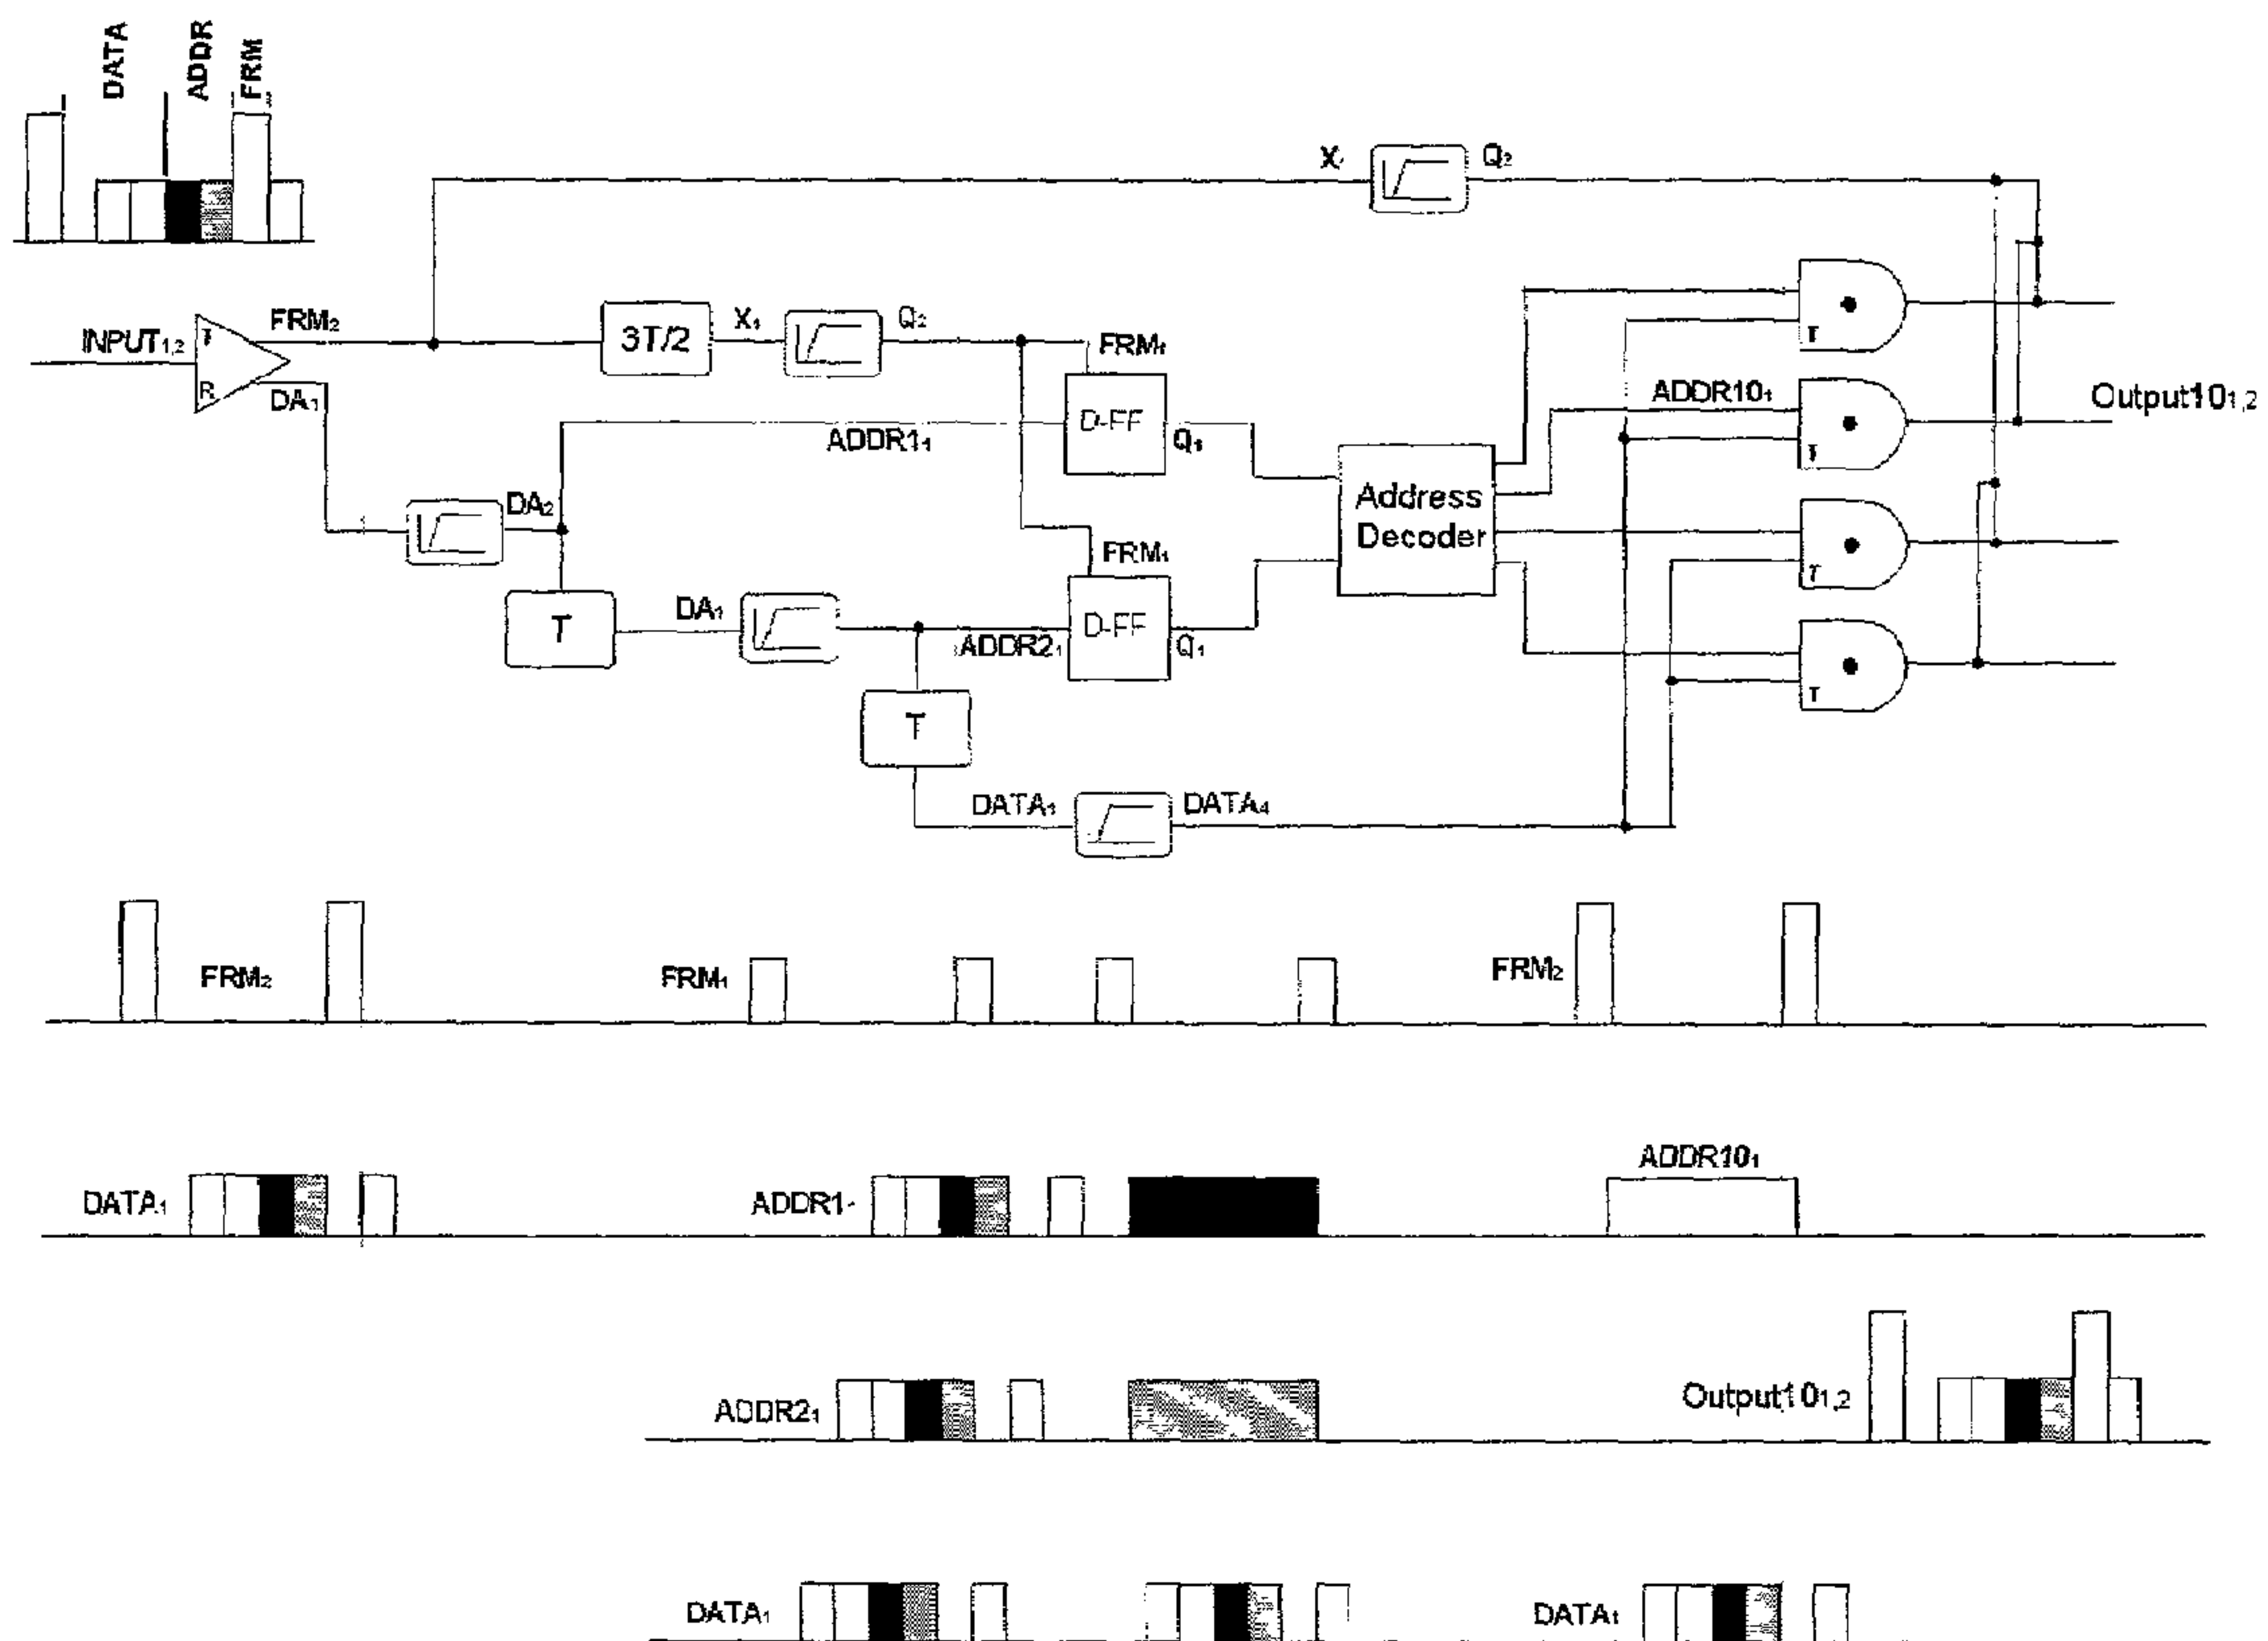 DATA
ADDR
FRM
X₁
Q₂
INPUT₁,₂
T
R
FRM₂
DA₁
3T/2
X₁
Q₂
FRM₁
D-FF
Q₁
ADDR1₁
DA₂
T
DA₁
ADDR2₁
FRM₁
D-FF
Q₁
T
DATA₁
DATA₄
Address
Decoder
ADDR10₁
T
T
T
T
Output10₁,₂
FRM₂
FRM₁
FRM₂
DATA₁
ADDR1₁
ADDR10₁
ADDR2₁
Output10₁,₂
DATA₁
DATA₁